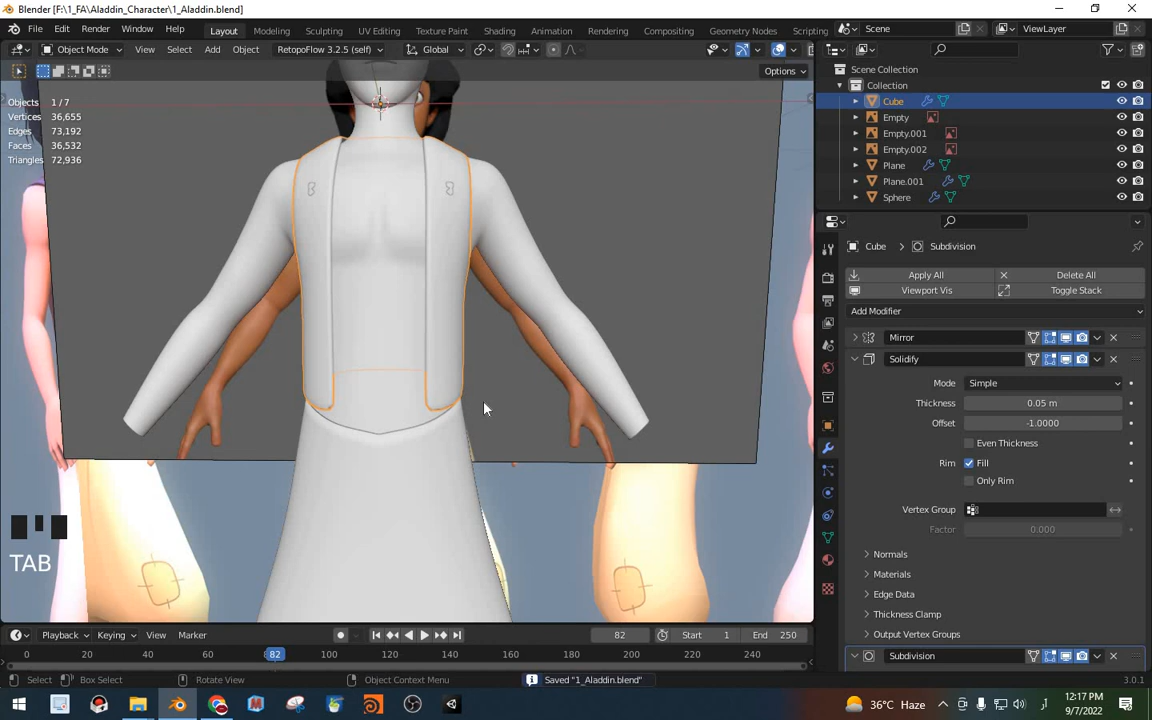 Blender [F:\1_FA\Aladdin_Character\1_Aladdin.blend]
File Edit Render Window Help Layout Modeling Sculpting UV Editing Texture Paint Shading Animation Rendering Compositing Geometry Nodes Scripting Scene ViewLayer
Object Mode View Select Add Object RetopoFlow 3.2.5 (self) Global
Options
Objects 1 / 7
Vertices 36,655
Edges 73,192
Faces 36,532
Triangles 72,936
TAB
Scene Collection
Collection
Cube
Empty
Empty.001
Empty.002
Plane
Plane.001
Sphere
Cube > Subdivision
Apply All Delete All
Viewport Vis Toggle Stack
Add Modifier
Mirror
Solidify
Mode Simple
Thickness 0.05 m
Offset -1.0000
Even Thickness
Rim Fill
Only Rim
Vertex Group
Factor 0.000
Normals
Materials
Edge Data
Thickness Clamp
Output Vertex Groups
Subdivision
Playback Keying View Marker 82 Start 1 End 250
0 20 40 60 82 100 120 140 160 180 200 220 240
Select Box Select Rotate View Object Context Menu Saved "1_Aladdin.blend" 3.0.1
36°C Haze 12:17 PM
9/7/2022